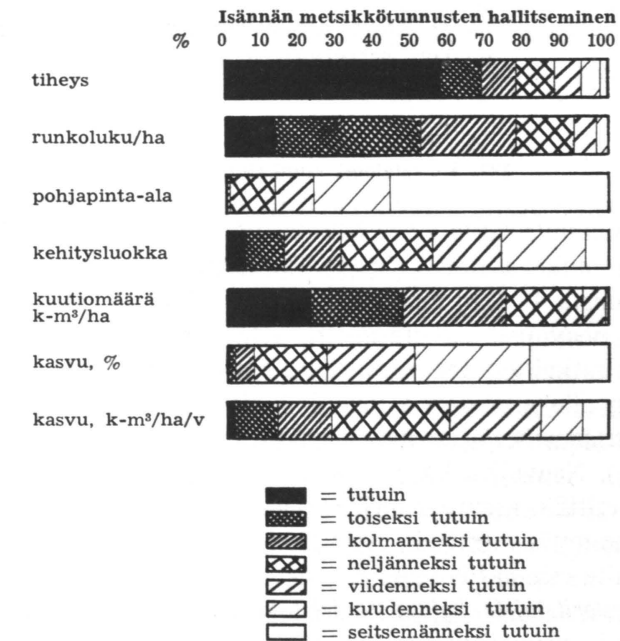 Isännän metsikkötunnusten hallitseminen
% 0 10 20 30 40 50 60 70 80 90 100
tiheys
runkoluku/ha
pohjapinta-ala
kehitysluokka
kuutiomäärä
k-m³/ha
kasvu, %
kasvu, k-m³/ha/v
= tutuin
= toiseksi tutuin
= kolmanneksi tutuin
= neljänneksi tutuin
= viidenneksi tutuin
= kuudenneksi tutuin
= seitsemänneksi tutuin